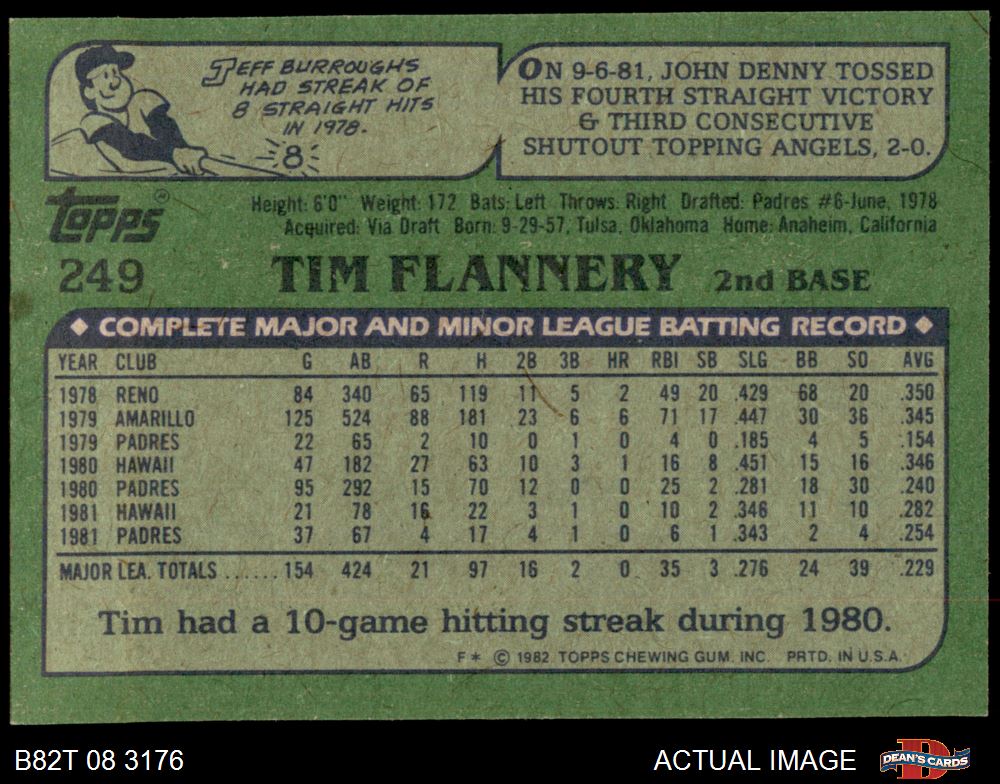 JEFF BURROUGHS
HAD STREAK OF
8 STRAIGHT HITS
IN 1978.
8
ON 9-6-81, JOHN DENNY TOSSED
HIS FOURTH STRAIGHT VICTORY
& THIRD CONSECUTIVE
SHUTOUT TOPPING ANGELS, 2-0.
TOPPS®
Height: 6'0" Weight: 172 Bats: Left Throws: Right Drafted: Padres #6-June, 1978
Acquired: Via Draft Born: 9-29-57, Tulsa, Oklahoma Home: Anaheim, California
249 TIM FLANNERY 2nd BASE
◆ COMPLETE MAJOR AND MINOR LEAGUE BATTING RECORD ◆
YEAR CLUB G AB R H 2B 3B HR RBI SB SLG BB SO AVG
1978 RENO 84 340 65 119 11 5 2 49 20 .429 68 20 .350
1979 AMARILLO 125 524 88 181 23 6 6 71 17 .447 30 36 .345
1979 PADRES 22 65 2 10 0 1 0 4 0 .185 4 5 .154
1980 HAWAII 47 182 27 63 10 3 1 16 8 .451 15 16 .346
1980 PADRES 95 292 15 70 12 0 0 25 2 .281 18 30 .240
1981 HAWAII 21 78 16 22 3 1 0 10 2 .346 11 10 .282
1981 PADRES 37 67 4 17 4 1 0 6 1 .343 2 4 .254
MAJOR LEA. TOTALS ...... 154 424 21 97 16 2 0 35 3 .276 24 39 .229
Tim had a 10-game hitting streak during 1980.
F* © 1982 TOPPS CHEWING GUM, INC. PRTD. IN U.S.A.
B82T 08 3176 ACTUAL IMAGE DEAN'S CARDS